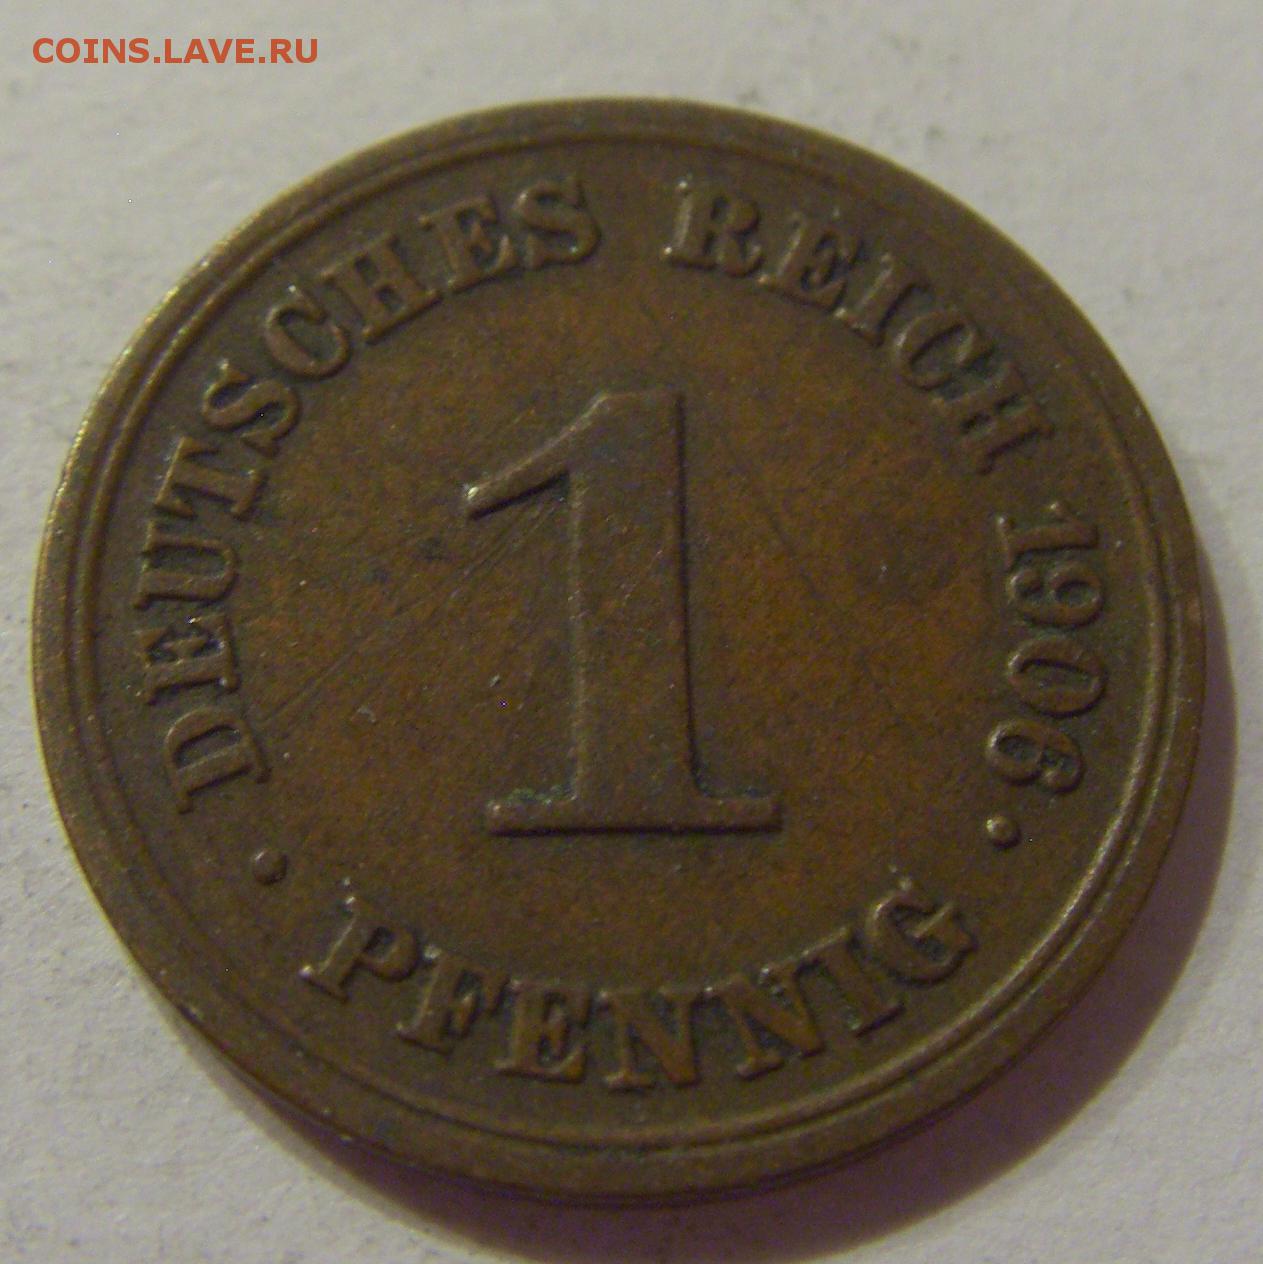 COINS.LAVE.RU
DEUTSCHES REICH 1906
1
PFENNIG